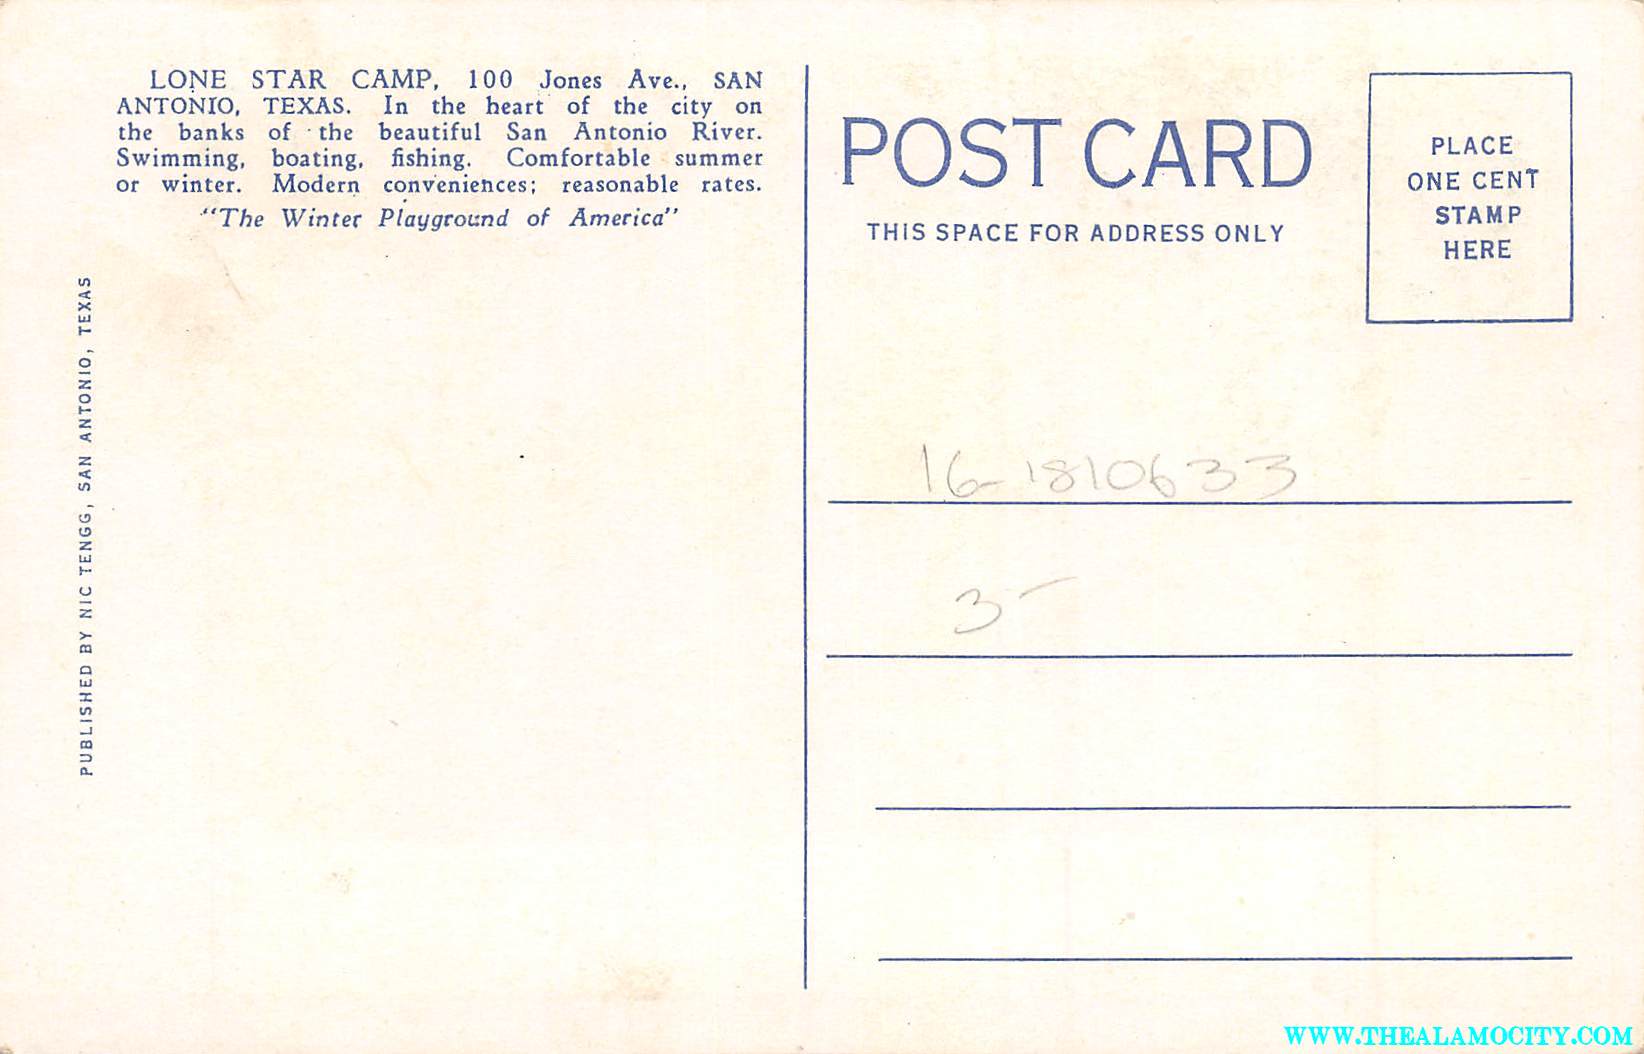 LONE STAR CAMP, 100 Jones Ave., SAN
ANTONIO, TEXAS. In the heart of the city on
the banks of the beautiful San Antonio River.
Swimming, boating, fishing. Comfortable summer
or winter. Modern conveniences; reasonable rates.
"The Winter Playground of America"
PUBLISHED BY NIC TENGG, SAN ANTONIO, TEXAS
POST CARD
THIS SPACE FOR ADDRESS ONLY
PLACE
ONE CENT
STAMP
HERE
16-1810633
3-
WWW.THEALAMOCITY.COM